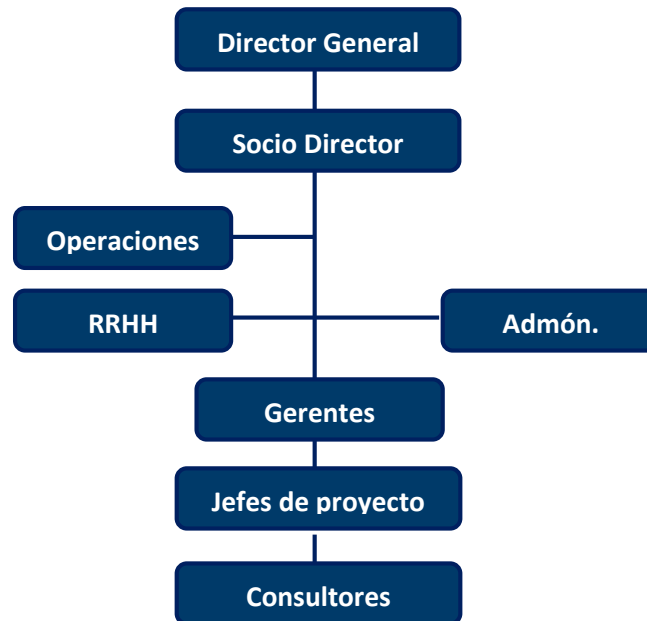 Director General
Socio Director
Operaciones
RRHH
Admón.
Gerentes
Jefes de proyecto
Consultores